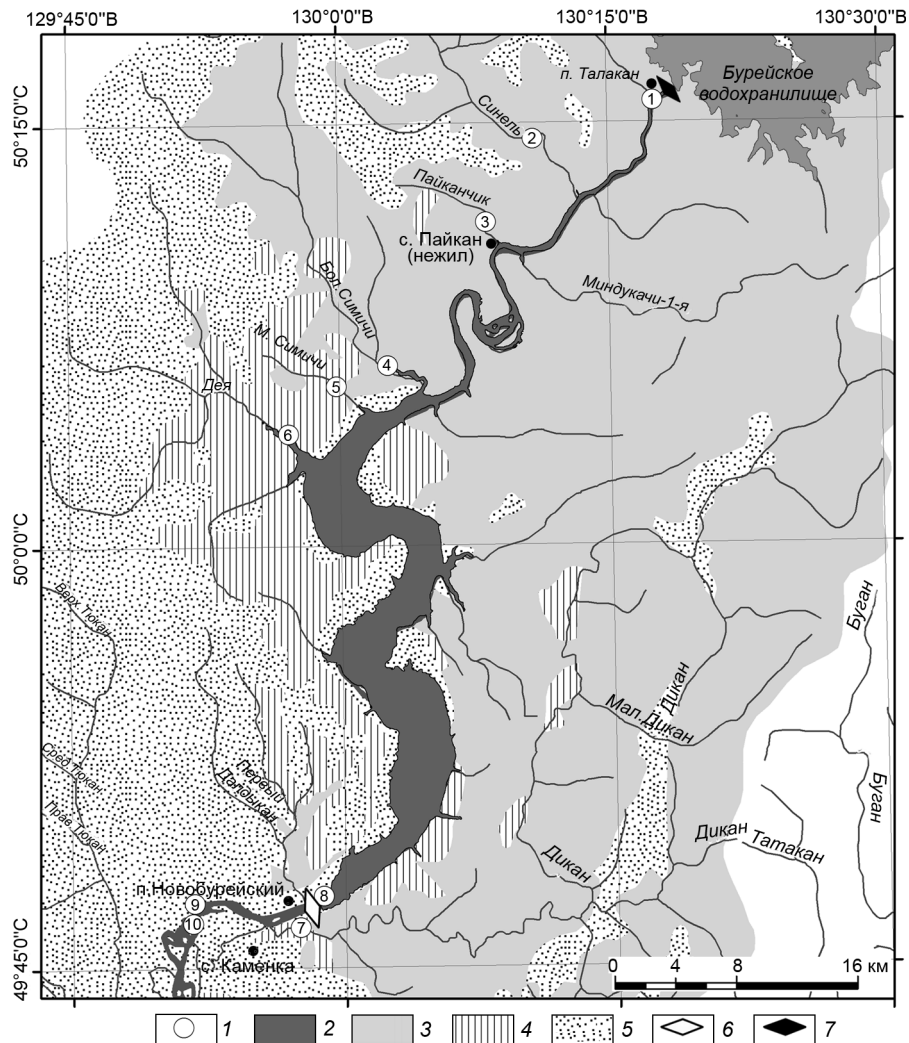 129°45'0"В
130°0'0"В
130°15'0"В
130°30'0"В
50°15'0"С
50°0'0"С
49°45'0"С
п. Талакан
Бурейское
водохранилище
1
Синель
2
Пайканчик
3
с. Пайкан
(нежил)
Миндукачи-1-я
Бол.Симичи
М. Симичи
4
5
Дея
6
Верх. Тюкан
Сред.Тюкан
Прав. Тюкан
Первый
Далдыкан
Буган
Дикан
Мал.Дикан
Буган
Дикан Татакан
Дикан
п.Новобурейский
8
9
7
10
с. Каменка
0 4 8 16 км
1 2 3 4 5 6 7